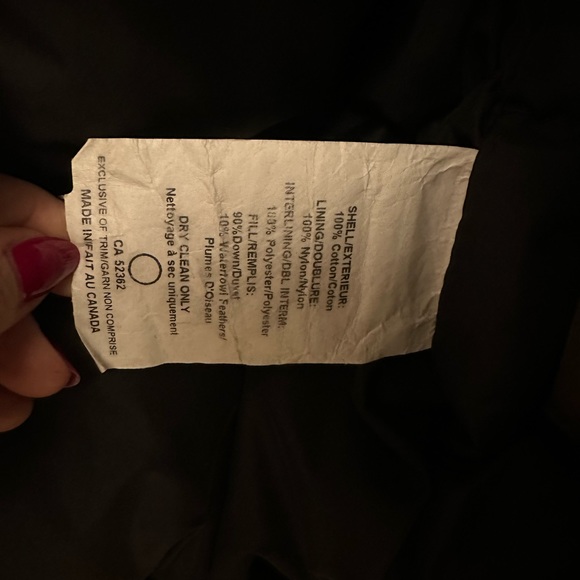 SHELL/EXTERIEUR:
100% Cotton/Coton
LINING/DOUBLURE:
100% Nylon/Nylon
INTERLINING/DBL INTERM:
100% Polyester/Polyester
FILL/REMPLIS:
90%Down/Duvet
10% Waterfowl Feathers/
Plumes D'Oiseau
DRY CLEAN ONLY
Nettoyage à sec uniquement
CA 52362
EXCLUSIVE OF TRIM/GARN NON COMPRISE
MADE IN/FAIT AU CANADA